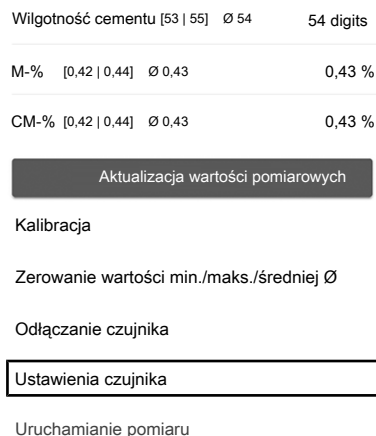 Wilgotność cementu [53 | 55] Ø 54 54 digits
M-% [0,42 | 0,44] Ø 0,43 0,43 %
CM-% [0,42 | 0,44] Ø 0,43 0,43 %
Aktualizacja wartości pomiarowych
Kalibracja
Zerowanie wartości min./maks./średniej Ø
Odłączanie czujnika
Ustawienia czujnika
Uruchamianie pomiaru